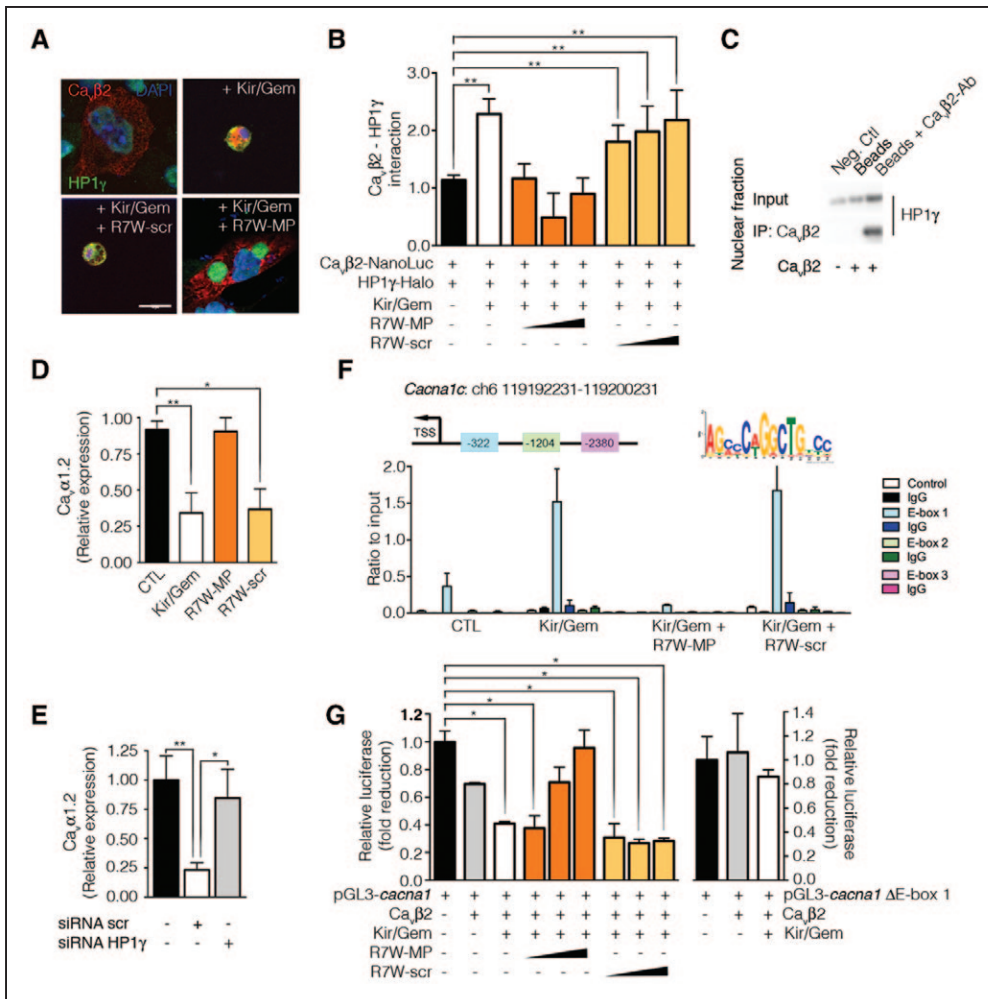 A
Caᵥβ2 DAPI
HP1γ
+ Kir/Gem
+ Kir/Gem
+ R7W-scr
+ Kir/Gem
+ R7W-MP
B
Caᵥβ2 - HP1γ
interaction
3.0
2.0
1.0
0.0
**
**
**
**
Caᵥβ2-NanoLuc + + + + + + + +
HP1γ-Halo + + + + + + + +
Kir/Gem - + + + + + + +
R7W-MP - - - - -
R7W-scr - - - - -
C
Neg. Ctl
Beads
Beads + Caᵥβ2-Ab
Nuclear fraction
Input
IP: Caᵥβ2
HP1γ
Caᵥβ2 - + +
D
Caᵥα1.2
(Relative expression)
1.00
0.75
0.50
0.25
0.00
*
**
CTL
Kir/Gem
R7W-MP
R7W-scr
E
Caᵥα1.2
(Relative expression)
1.25
1.00
0.75
0.50
0.25
0.00
**
*
siRNA scr - + -
siRNA HP1γ - - +
F
Cacna1c: ch6 119192231-119200231
TSS
-322
-1204
-2380
Ratio to input
2.0
1.5
1.0
0.5
0.0
CTL
Kir/Gem
Kir/Gem +
R7W-MP
Kir/Gem +
R7W-scr
Control
IgG
E-box 1
IgG
E-box 2
IgG
E-box 3
IgG
G
Relative luciferase
(fold reduction)
1.2
1.0
0.8
0.6
0.4
0.2
0.0
*
*
*
*
*
pGL3-cacna1 + + + + + + + + +
Caᵥβ2 - + + + + + + + +
Kir/Gem - - + + + + + + +
R7W-MP - - - - - -
R7W-scr - - - - - -
1.4
1.2
1.0
0.8
0.6
0.4
0.2
0.0
Relative luciferase
(fold reduction)
+ + + pGL3-cacna1 ΔE-box 1
- + + Caᵥβ2
- - + Kir/Gem